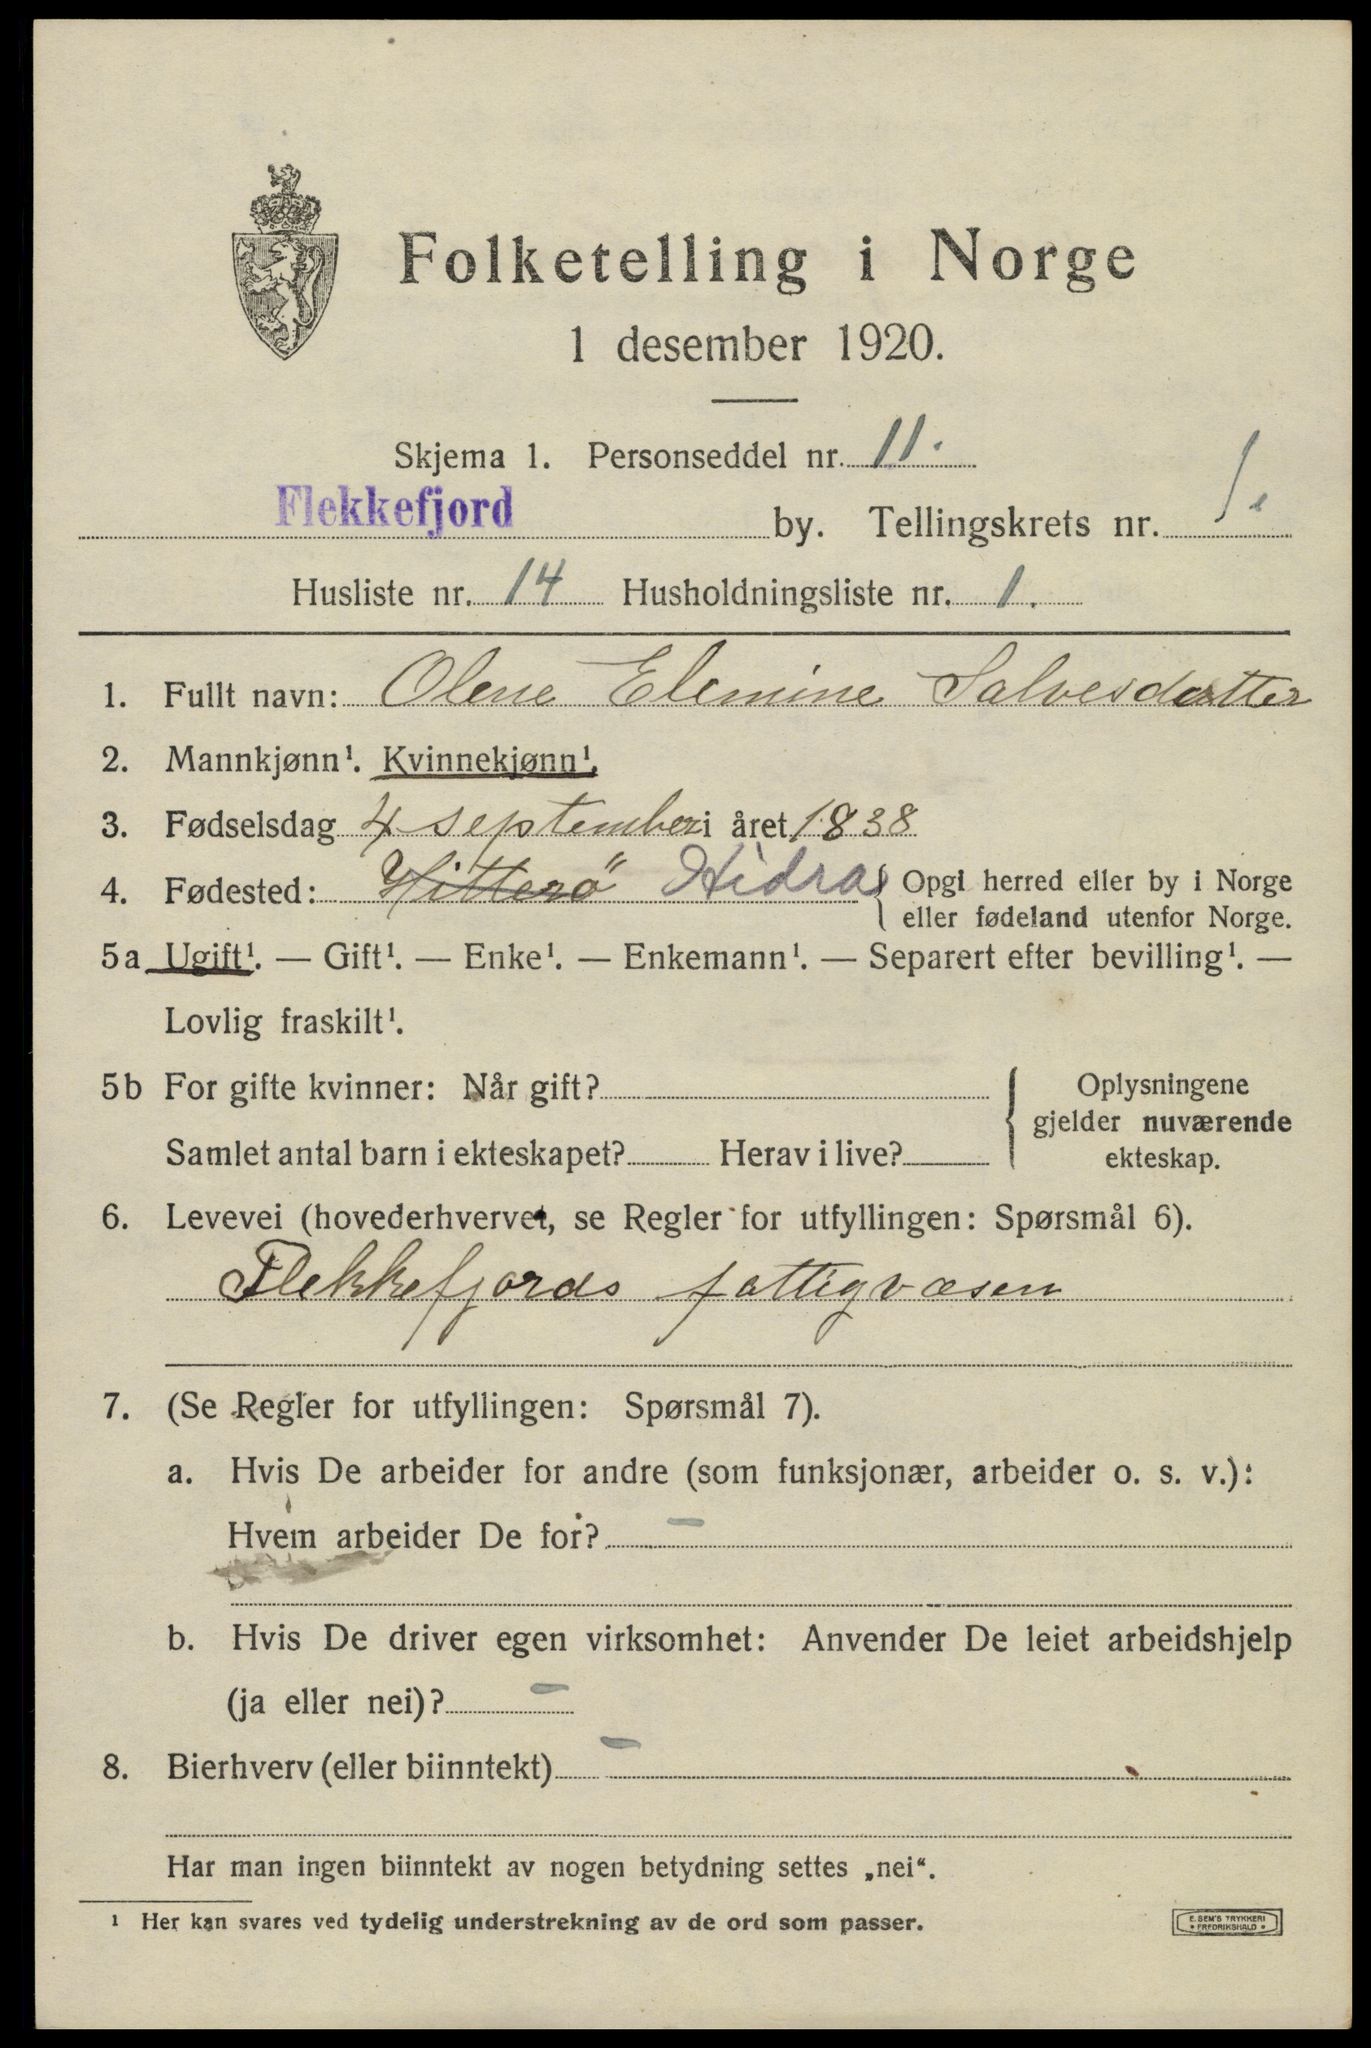 Folketelling i Norge
1 desember 1920.
Skjema 1. Personseddel nr. 11.
Flekkefjord by. Tellingskrets nr. 1.
Husliste nr. 14 Husholdningsliste nr. 1.
1. Fullt navn: Olene Elemine Salvesdatter
2. Mannkjønn¹. Kvinnekjønn¹.
3. Fødselsdag 4 september i året 1838
4. Fødested: Hitterö Hidra { Opgi herred eller by i Norge
eller fødeland utenfor Norge.
5a Ugift¹. — Gift¹. — Enke¹. — Enkemann¹. — Separert efter bevilling¹. —
Lovlig fraskilt¹.
5b For gifte kvinner: Når gift? { Oplysningene
gjelder nuværende
Samlet antal barn i ekteskapet? Herav i live? ekteskap.
6. Levevei (hovederhvervet, se Regler for utfyllingen: Spørsmål 6).
Flekkefjords fattigvæsen
7. (Se Regler for utfyllingen: Spørsmål 7).
a. Hvis De arbeider for andre (som funksjonær, arbeider o. s. v.):
Hvem arbeider De for? –
b. Hvis De driver egen virksomhet: Anvender De leiet arbeidshjelp
(ja eller nei)? –
8. Bierhverv (eller biinntekt) –
Har man ingen biinntekt av nogen betydning settes „nei“.
¹ Her kan svares ved tydelig understrekning av de ord som passer.
E. SEM'S TRYKKERI
• FREDRIKSHALD •